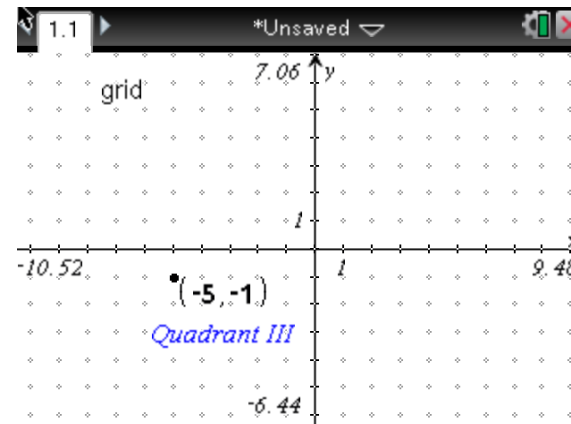 1.1 *Unsaved
7.06 y
grid
1
-10.52 1 9.48
(-5,-1)
Quadrant III
-6.44